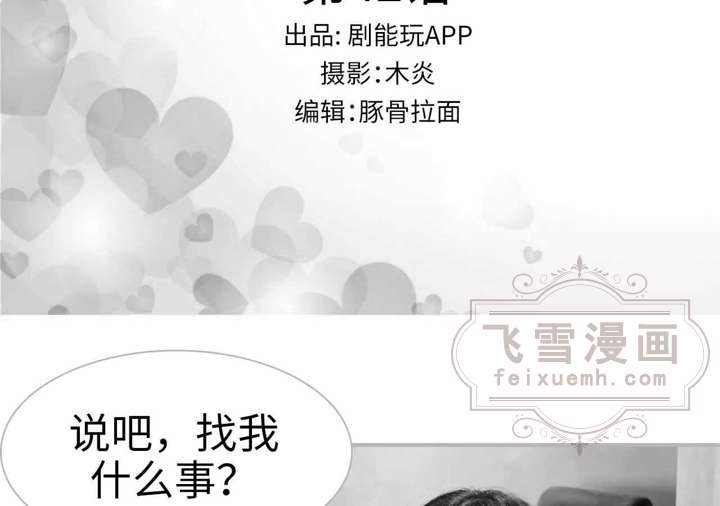 出品: 剧能玩APP
摄影：木炎
编辑：豚骨拉面
飞雪漫画
feixuemh.com
说吧，找我
什么事？